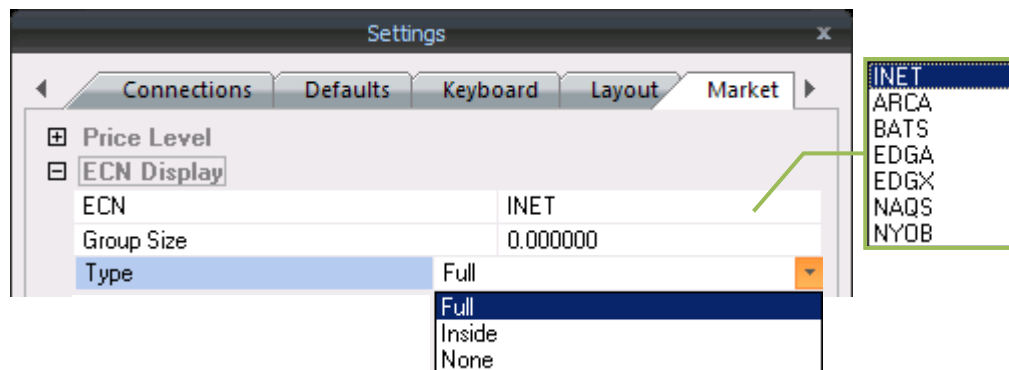 Settings
x
Connections Defaults Keyboard Layout Market
Price Level
ECN Display
ECN INET
Group Size 0.000000
Type Full
Full
Inside
None
INET
ARCA
BATS
EDGA
EDGX
NAQS
NYOB